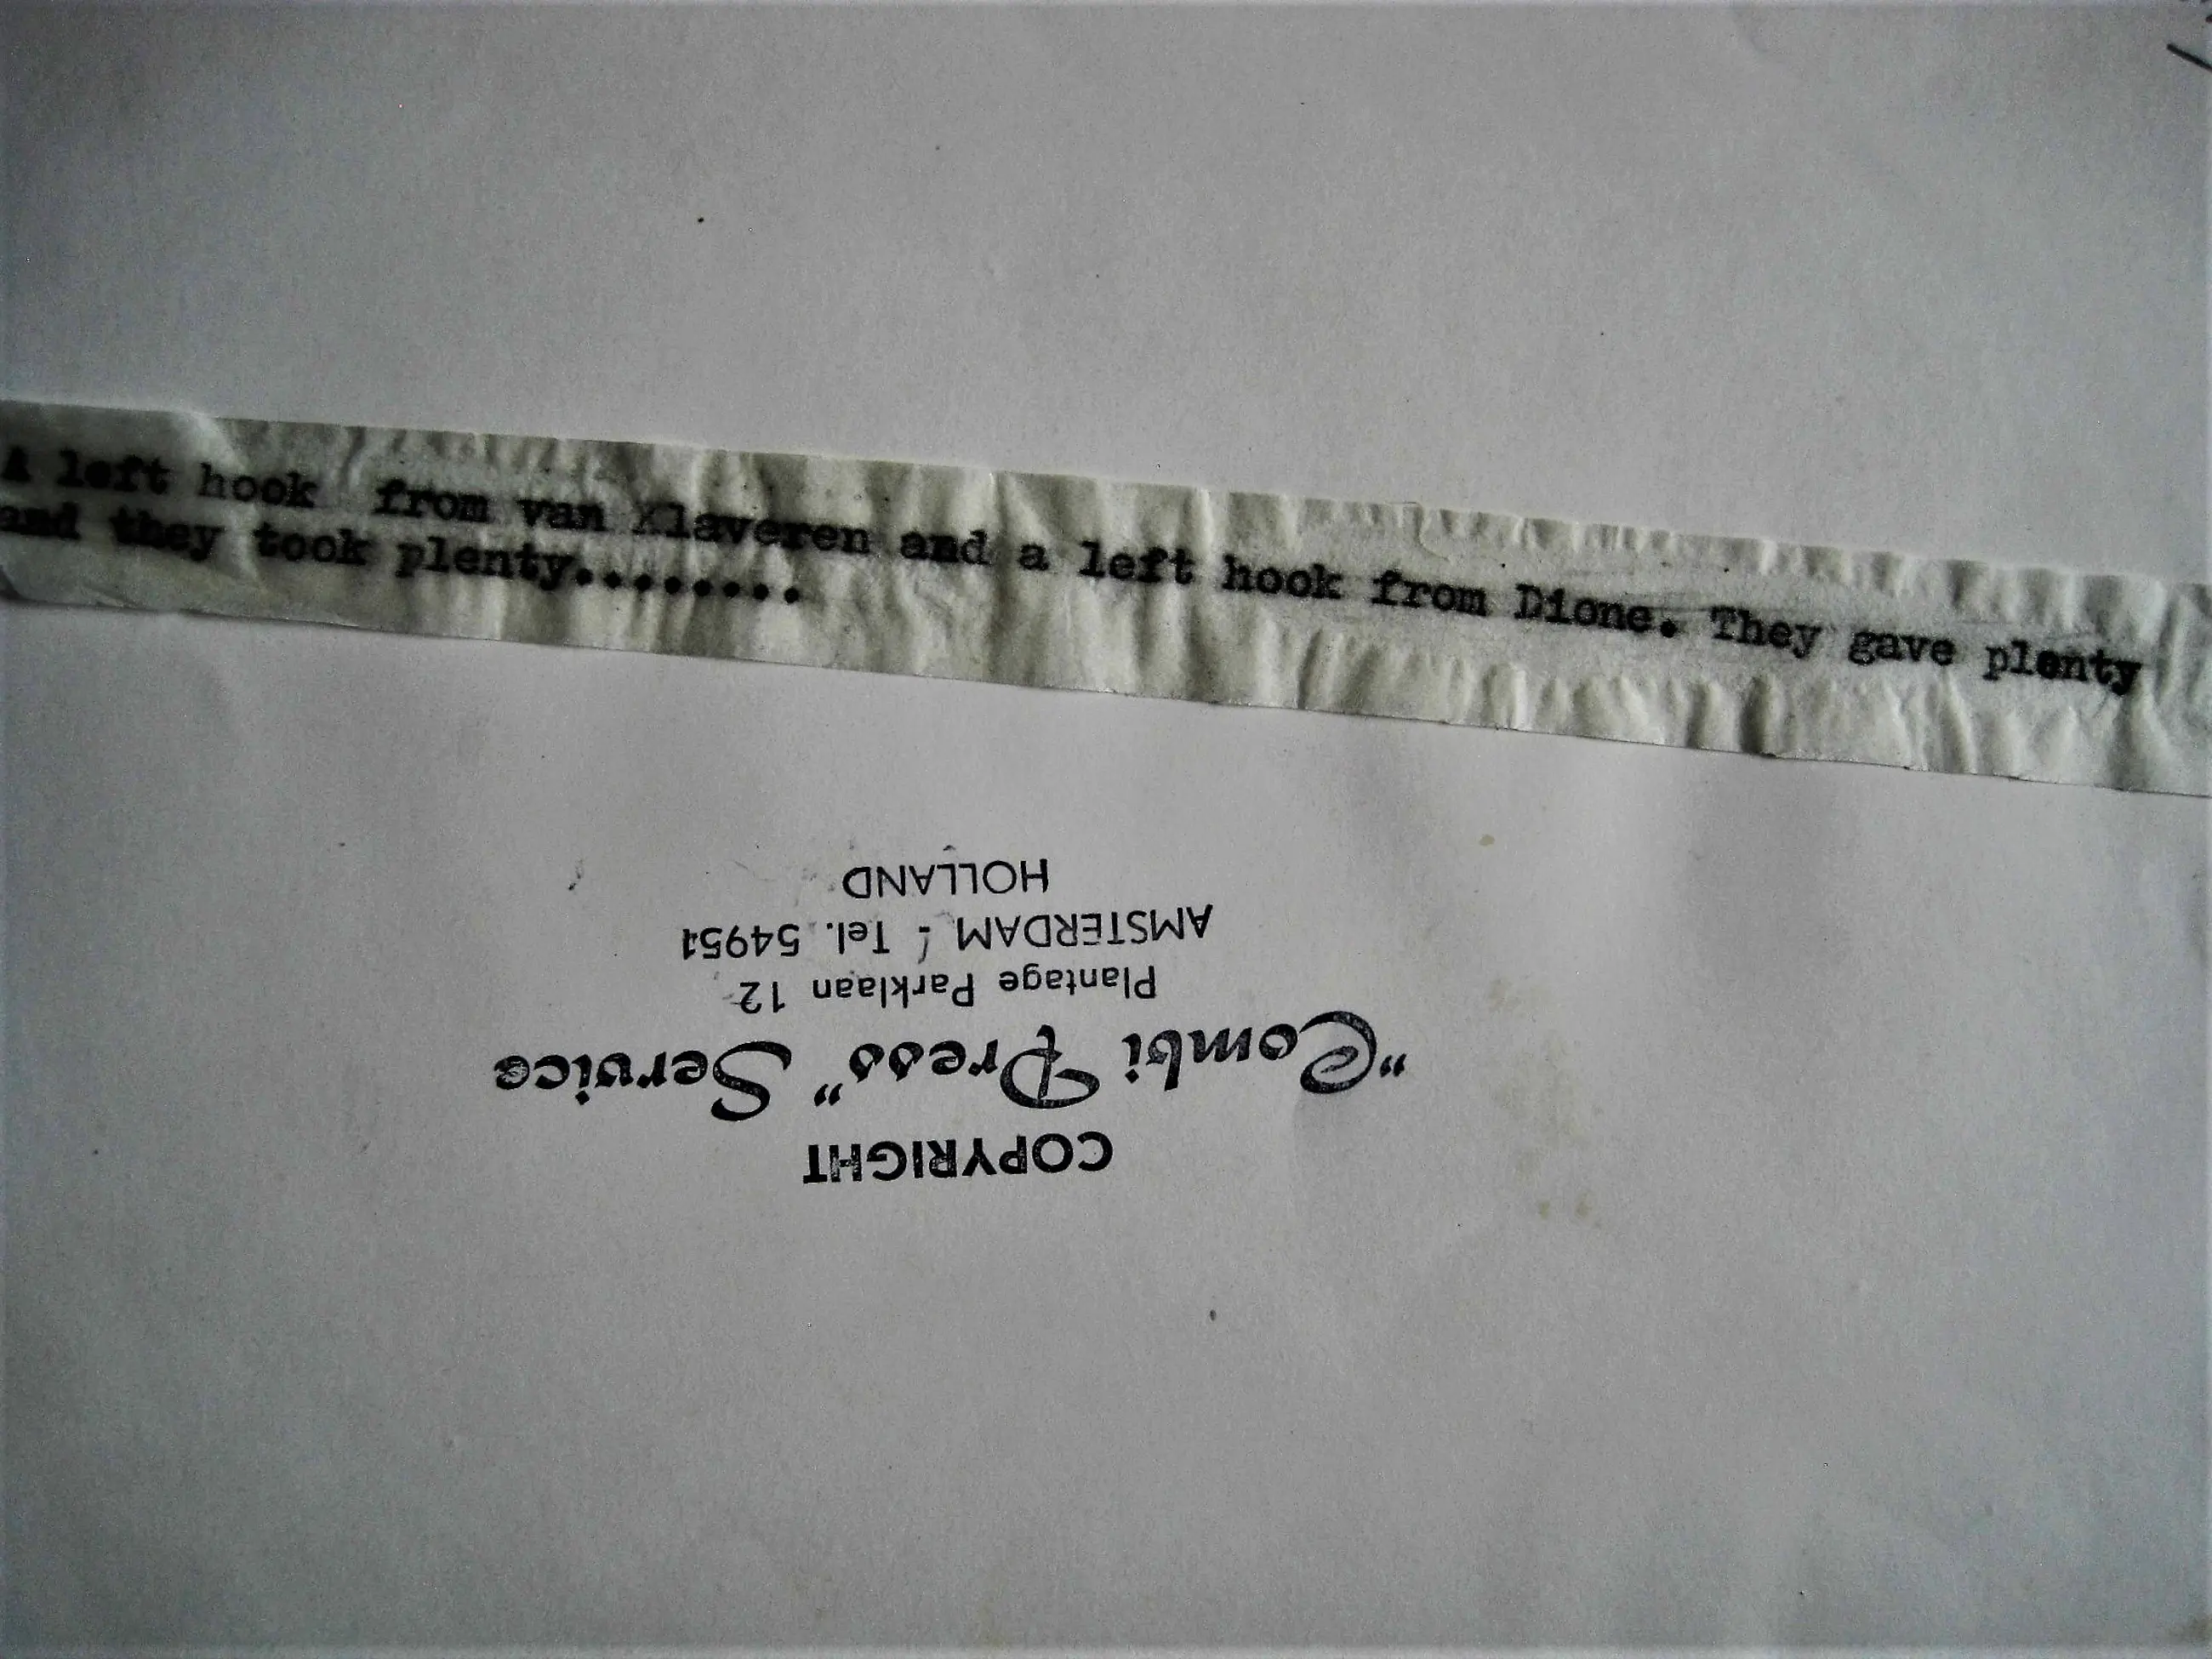 A left hook from van Klaveren and a left hook from Dione. They gave plenty
and they took plenty.........
COPYRIGHT
"Combi Press" Service
Plantage Parklaan 12
AMSTERDAM - Tel. 54951
HOLLAND